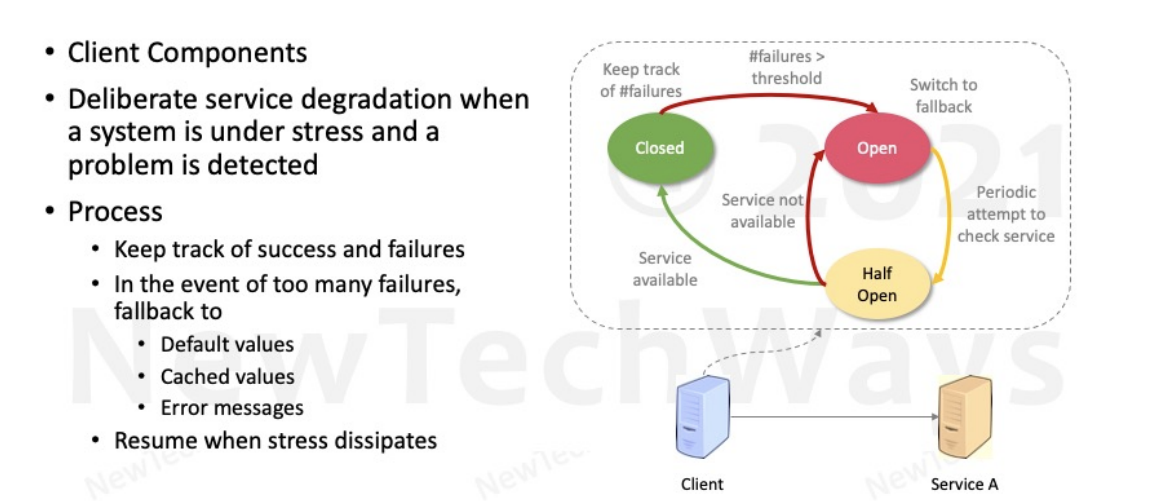 • Client Components
• Deliberate service degradation when
a system is under stress and a
problem is detected
• Process
• Keep track of success and failures
• In the event of too many failures,
fallback to
• Default values
• Cached values
• Error messages
• Resume when stress dissipates
Keep track
of #failures
#failures >
threshold
Switch to
fallback
Closed
Open
Service not
available
Periodic
attempt to
check service
Service
available
Half
Open
Client
Service A
© 2021
NewTechWays
NewTec
NewTec
NewTec